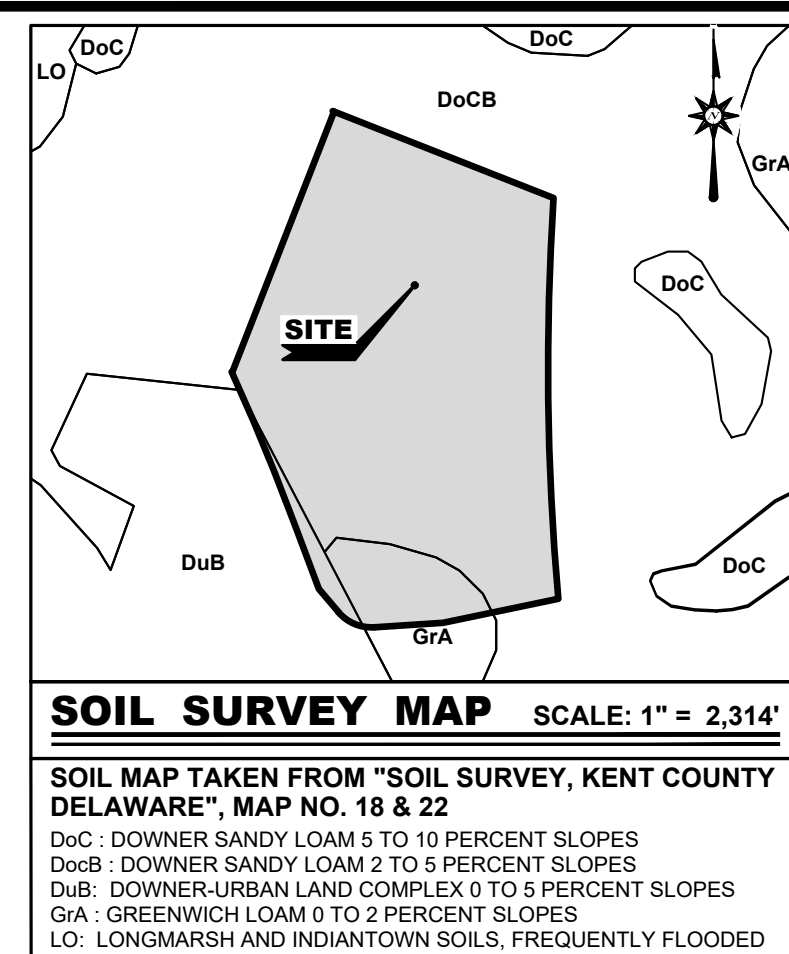 DoC
DoC
LO
DoCB
N
GrA
DoC
SITE
DuB
DoC
GrA
SOIL SURVEY MAP SCALE: 1" = 2,314'
SOIL MAP TAKEN FROM "SOIL SURVEY, KENT COUNTY
DELAWARE", MAP NO. 18 & 22
DoC : DOWNER SANDY LOAM 5 TO 10 PERCENT SLOPES
DocB : DOWNER SANDY LOAM 2 TO 5 PERCENT SLOPES
DuB: DOWNER-URBAN LAND COMPLEX 0 TO 5 PERCENT SLOPES
GrA : GREENWICH LOAM 0 TO 2 PERCENT SLOPES
LO: LONGMARSH AND INDIANTOWN SOILS, FREQUENTLY FLOODED